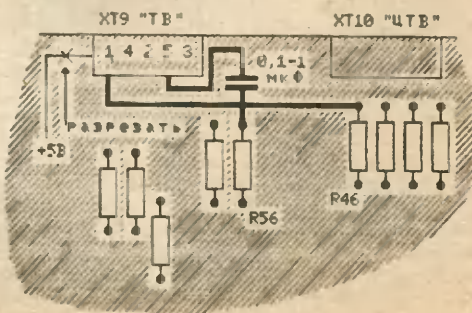 XT9 "ТВ" XT10 "ЦТВ"
1 4 2 5 3
0,1-1
мкФ
Разрезать
+5В
R56
R46